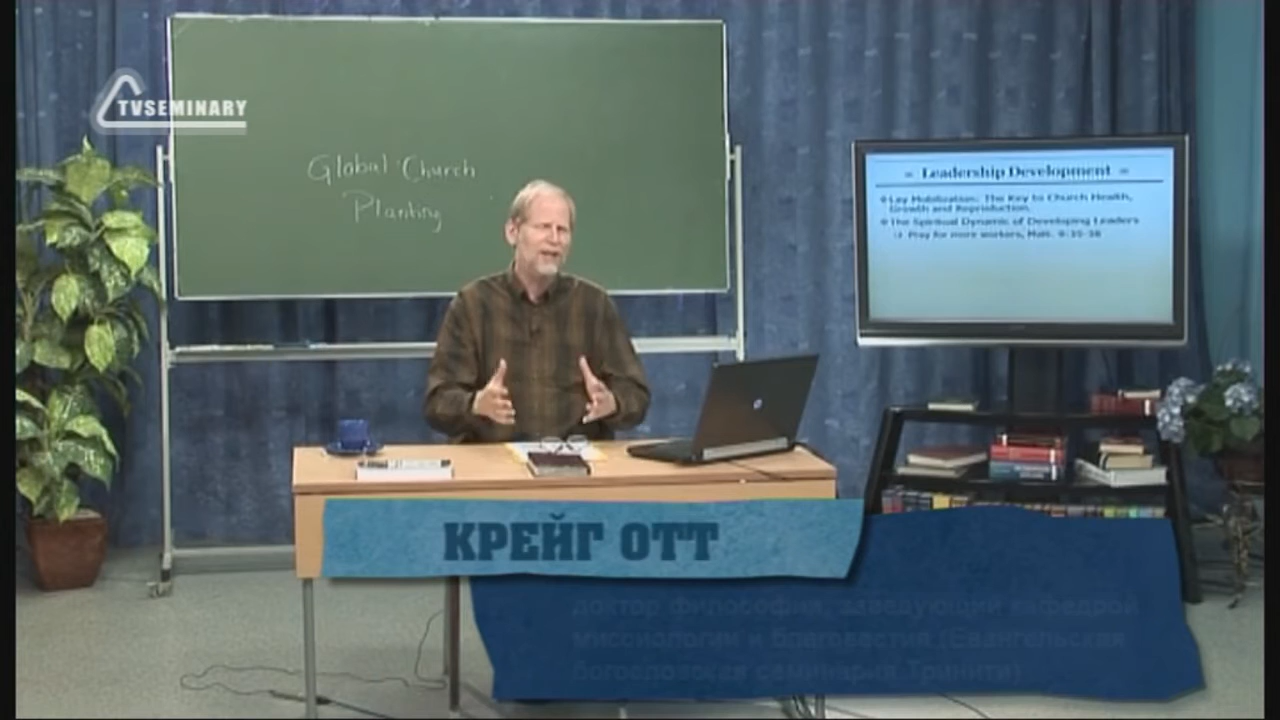 TVSEMINARY
Global Church
Planting
Leadership Development
Lay Mobilization: The Key to Church Health,
Growth and Reproduction.
The Spiritual Dynamic of Developing Leaders
Pray for more workers, Matt. 9:35-38
КРЕЙГ ОТТ
доктор философии, заведующий кафедрой
миссиологии и благовестия (Евангельская
богословская семинария Тринити)